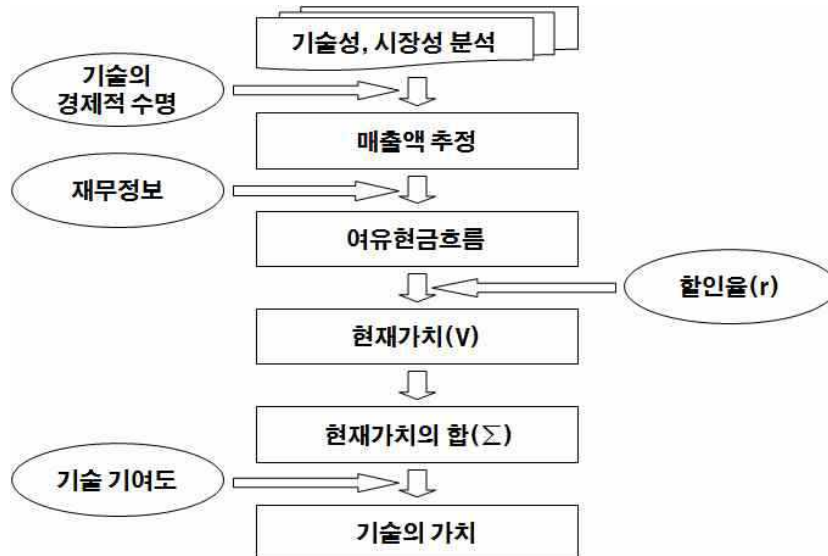 기술성, 시장성 분석
기술의
경제적 수명
매출액 추정
재무정보
여유현금흐름
할인율(r)
현재가치(V)
현재가치의 합(∑)
기술 기여도
기술의 가치